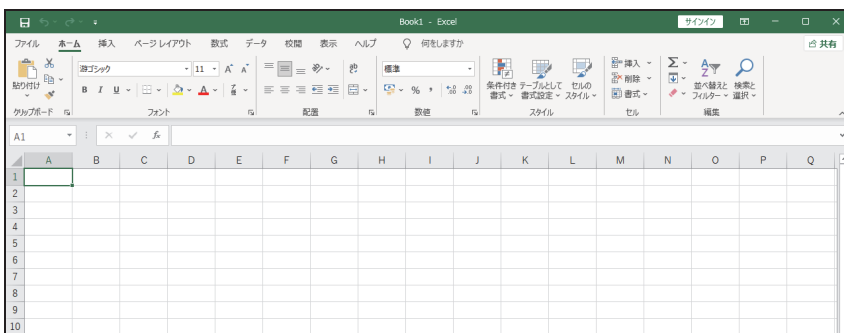 Book1 - Excel サインイン
ファイル ホーム 挿入 ページ レイアウト 数式 データ 校閲 表示 ヘルプ 何をしますか 共有
游ゴシック 11 A A ab 標準 挿入 Σ
貼り付け B I U A 亜 % , 条件付き書式 テーブルとして書式設定 セルのスタイル 削除 並べ替えと フィルター 検索と選択
書式
クリップボード フォント 配置 数値 スタイル セル 編集
A1 fx
A B C D E F G H I J K L M N O P Q
1
2
3
4
5
6
7
8
9
10